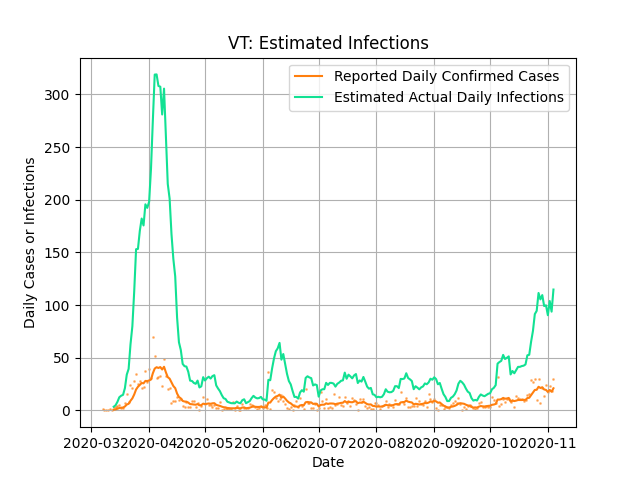 VT: Estimated Infections
Reported Daily Confirmed Cases
Estimated Actual Daily Infections
Daily Cases or Infections
300
250
200
150
100
50
0
2020-03 2020-04 2020-05 2020-06 2020-07 2020-08 2020-09 2020-10 2020-11
Date